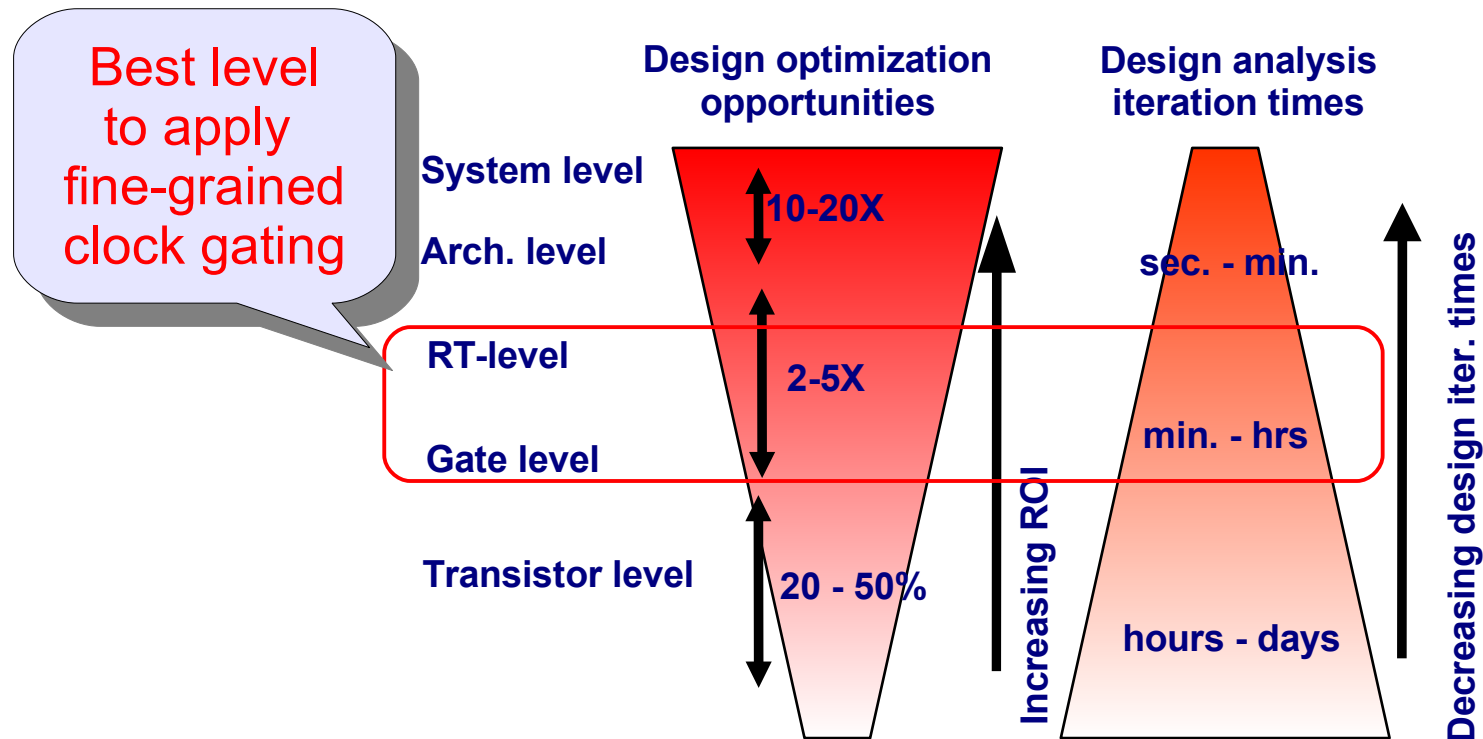 Best level
to apply
fine-grained
clock gating
Design optimization
opportunities
Design analysis
iteration times
System level
10-20X
Arch. level
sec. - min.
RT-level
2-5X
min. - hrs
Gate level
Transistor level
20 - 50%
hours - days
Increasing ROI
Decreasing design iter. times